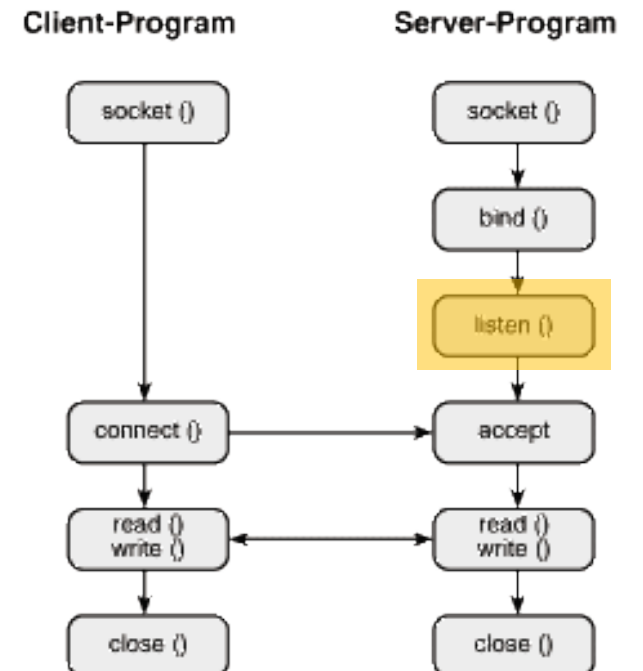 Client-Program
Server-Program
socket ()
socket ()
bind ()
listen ()
connect ()
accept
read ()
write ()
read ()
write ()
close ()
close ()